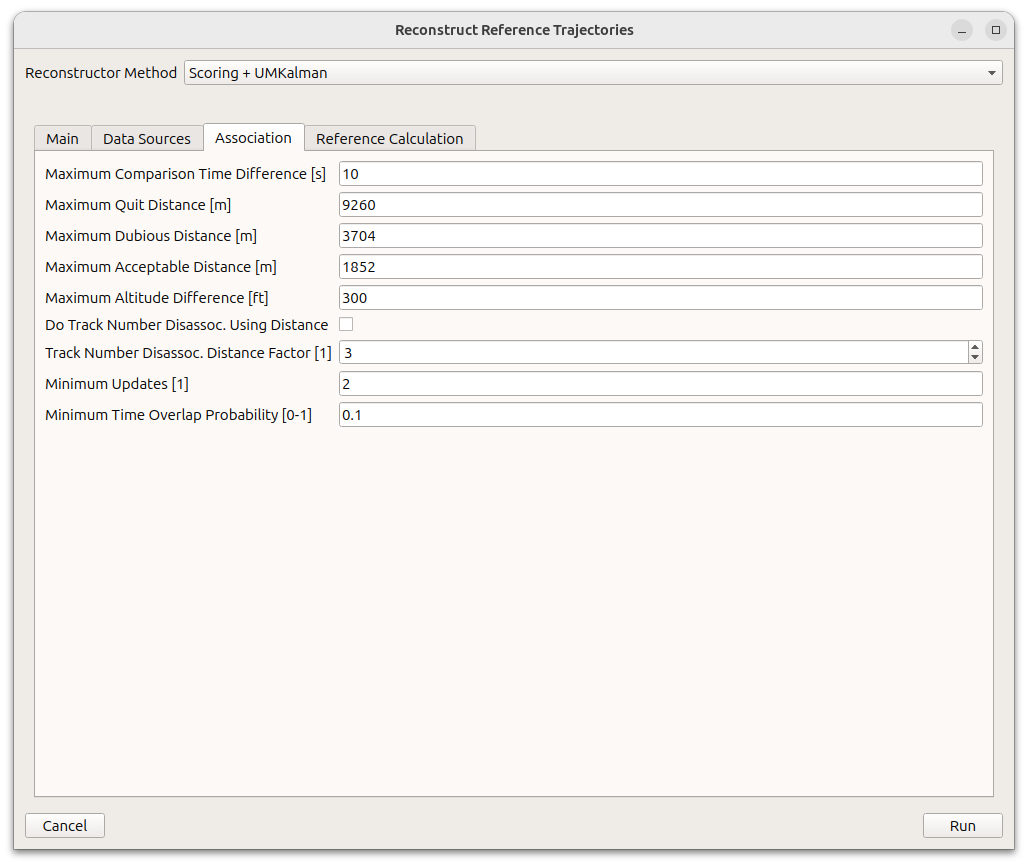 Reconstruct Reference Trajectories
Reconstructor Method Scoring + UMKalman
Main Data Sources Association Reference Calculation
Maximum Comparison Time Difference [s] 10
Maximum Quit Distance [m] 9260
Maximum Dubious Distance [m] 3704
Maximum Acceptable Distance [m] 1852
Maximum Altitude Difference [ft] 300
Do Track Number Disassoc. Using Distance
Track Number Disassoc. Distance Factor [1] 3
Minimum Updates [1] 2
Minimum Time Overlap Probability [0-1] 0.1
Cancel Run